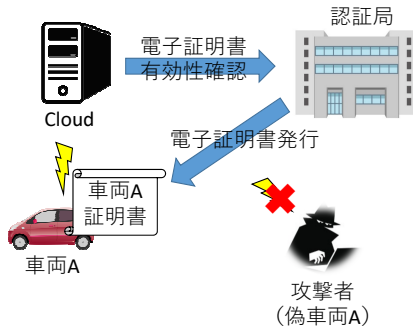 認証局
電子証明書
有効性確認
Cloud
電子証明書発行
車両A
証明書
車両A
攻撃者
（偽車両A）